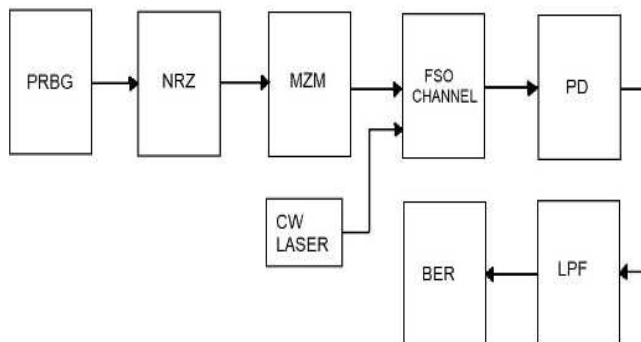 PRBG
NRZ
MZM
FSO
CHANNEL
PD
CW
LASER
BER
LPF